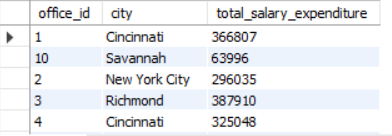 office_id city total_salary_expenditure
1 Cincinnati 366807
10 Savannah 63996
2 New York City 296035
3 Richmond 387910
4 Cincinnati 325048